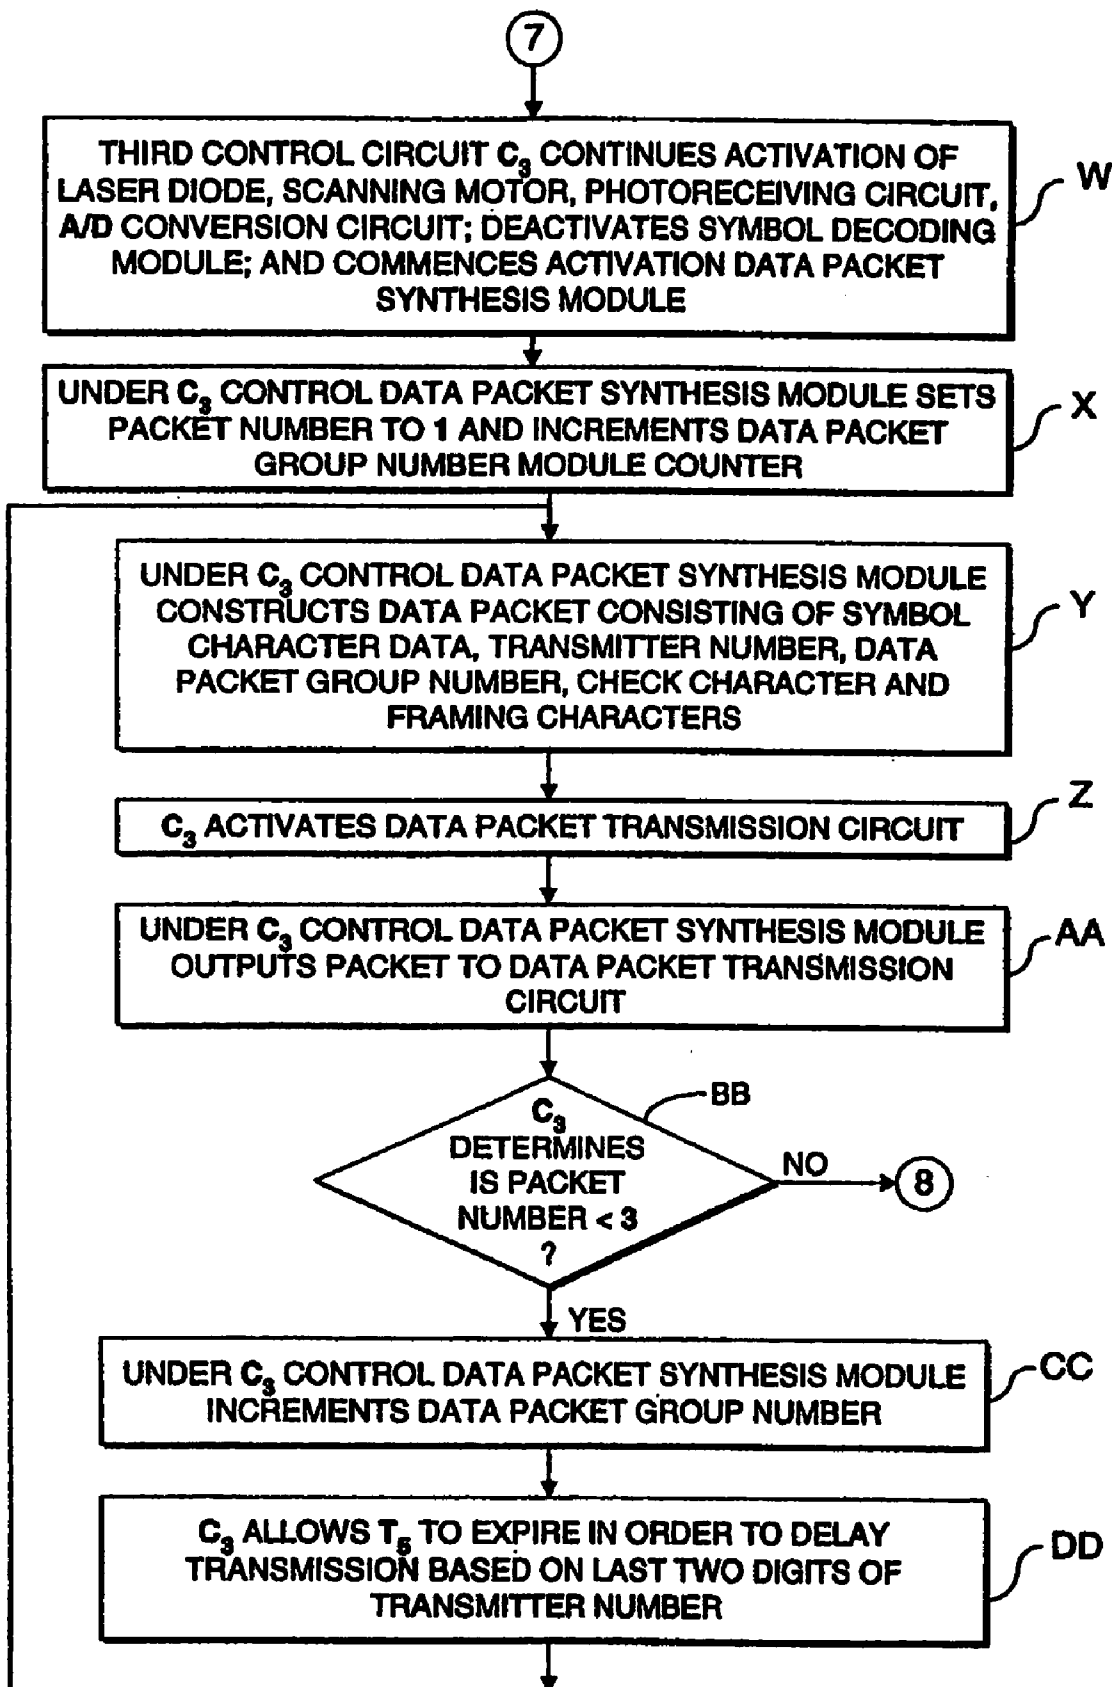 7
THIRD CONTROL CIRCUIT C3 CONTINUES ACTIVATION OF
LASER DIODE, SCANNING MOTOR, PHOTORECEIVING CIRCUIT,
A/D CONVERSION CIRCUIT; DEACTIVATES SYMBOL DECODING
MODULE; AND COMMENCES ACTIVATION DATA PACKET
SYNTHESIS MODULE
W
UNDER C3 CONTROL DATA PACKET SYNTHESIS MODULE SETS
PACKET NUMBER TO 1 AND INCREMENTS DATA PACKET
GROUP NUMBER MODULE COUNTER
X
UNDER C3 CONTROL DATA PACKET SYNTHESIS MODULE
CONSTRUCTS DATA PACKET CONSISTING OF SYMBOL
CHARACTER DATA, TRANSMITTER NUMBER, DATA
PACKET GROUP NUMBER, CHECK CHARACTER AND
FRAMING CHARACTERS
Y
C3 ACTIVATES DATA PACKET TRANSMISSION CIRCUIT
Z
UNDER C3 CONTROL DATA PACKET SYNTHESIS MODULE
OUTPUTS PACKET TO DATA PACKET TRANSMISSION
CIRCUIT
AA
C3
DETERMINES
IS PACKET
NUMBER < 3
?
BB
NO
8
YES
UNDER C3 CONTROL DATA PACKET SYNTHESIS MODULE
INCREMENTS DATA PACKET GROUP NUMBER
CC
C3 ALLOWS T5 TO EXPIRE IN ORDER TO DELAY
TRANSMISSION BASED ON LAST TWO DIGITS OF
TRANSMITTER NUMBER
DD